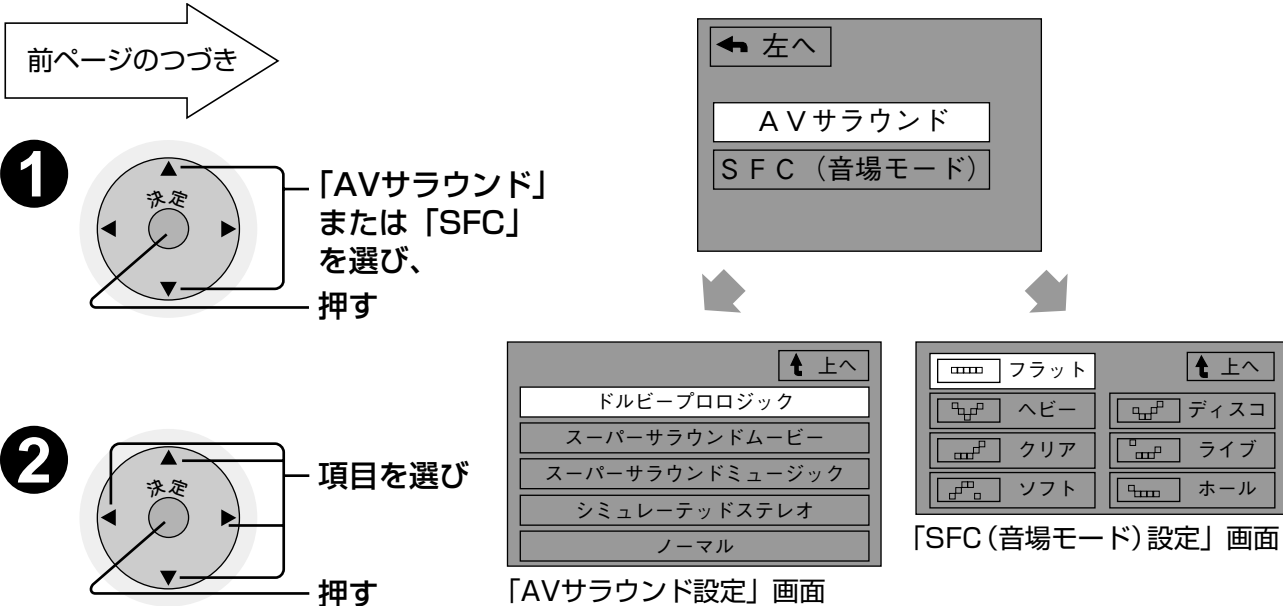 前ページのつづき
左へ
AVサラウンド
SFC（音場モード）
1
決定
「AVサラウンド」
または「SFC」
を選び、
押す
上へ
ドルビープロロジック
スーパーサラウンドムービー
スーパーサラウンドミュージック
シミュレーテッドステレオ
ノーマル
「AVサラウンド設定」画面
フラット
上へ
ヘビー
ディスコ
クリア
ライブ
ソフト
ホール
「SFC（音場モード）設定」画面
2
決定
項目を選び
押す